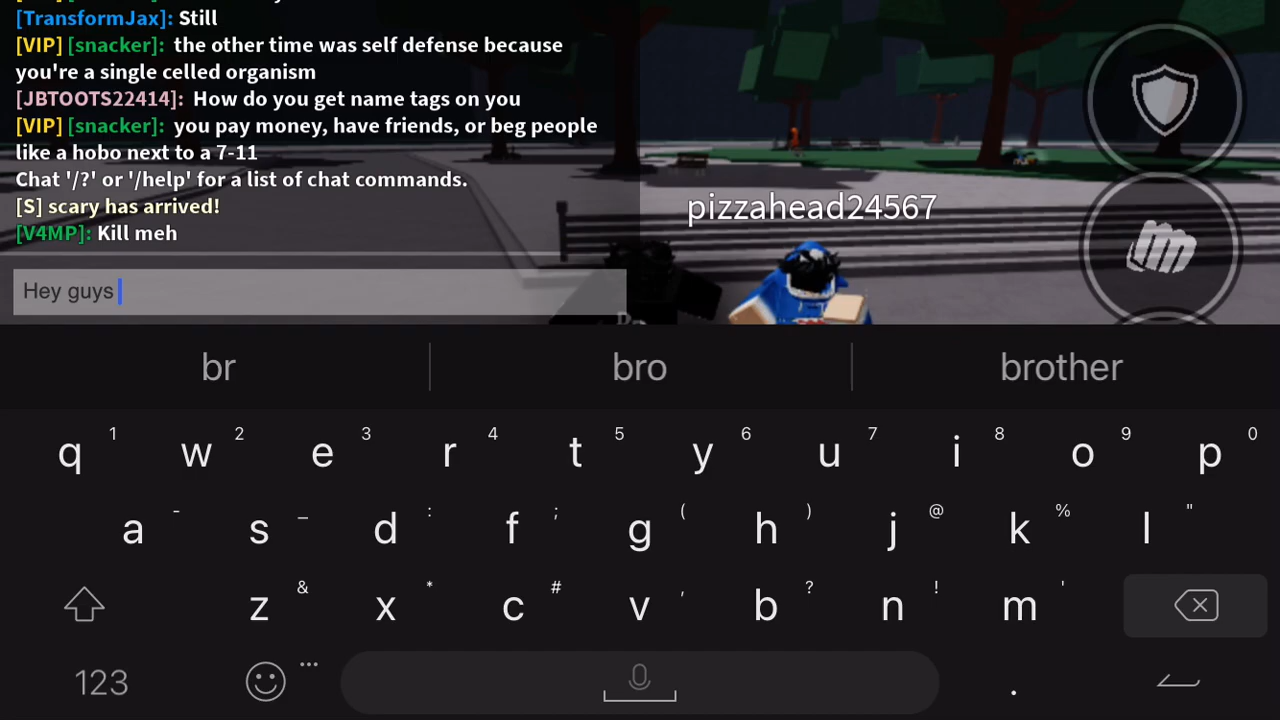 [TransformJax]: Still
[VIP] [snacker]: the other time was self defense because
you're a single celled organism
[JBTOOTS22414]: How do you get name tags on you
[VIP] [snacker]: you pay money, have friends, or beg people
like a hobo next to a 7-11
Chat '/?' or '/help' for a list of chat commands.
[S] scary has arrived!
[V4MP]: Kill meh
pizzahead24567
Hey guys
br bro brother
q 1 w 2 e 3 r 4 t 5 y 6 u 7 i 8 o 9 p 0
a - s _ d : f ; g ( h ) j @ k % l "
z & x * c # v , b ? n ! m '
123 ... .